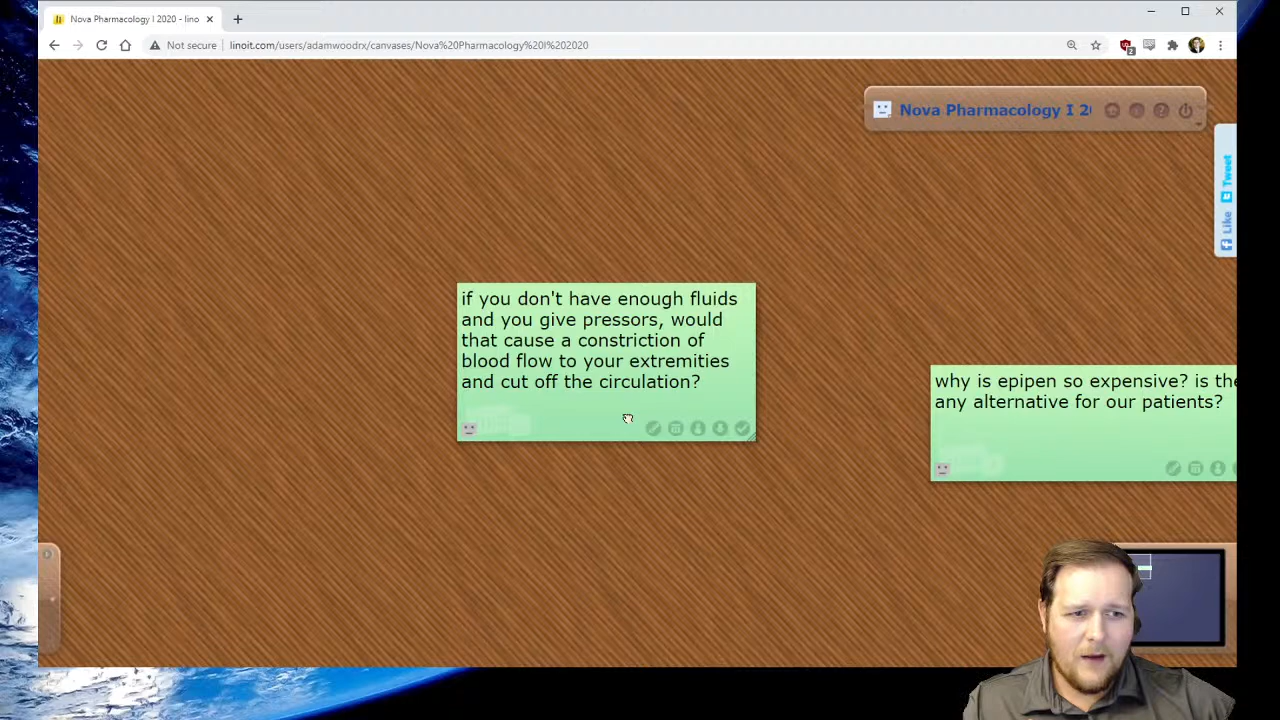 Nova Pharmacology I 2020 - lino
Not secure
linoit.com/users/adamwoodrx/canvases/Nova%20Pharmacology%20I%202020
2
Nova Pharmacology I 2
Tweet
Like
if you don't have enough fluids
and you give pressors, would
that cause a constriction of
blood flow to your extremities
and cut off the circulation?
why is epipen so expensive? is the
any alternative for our patients?